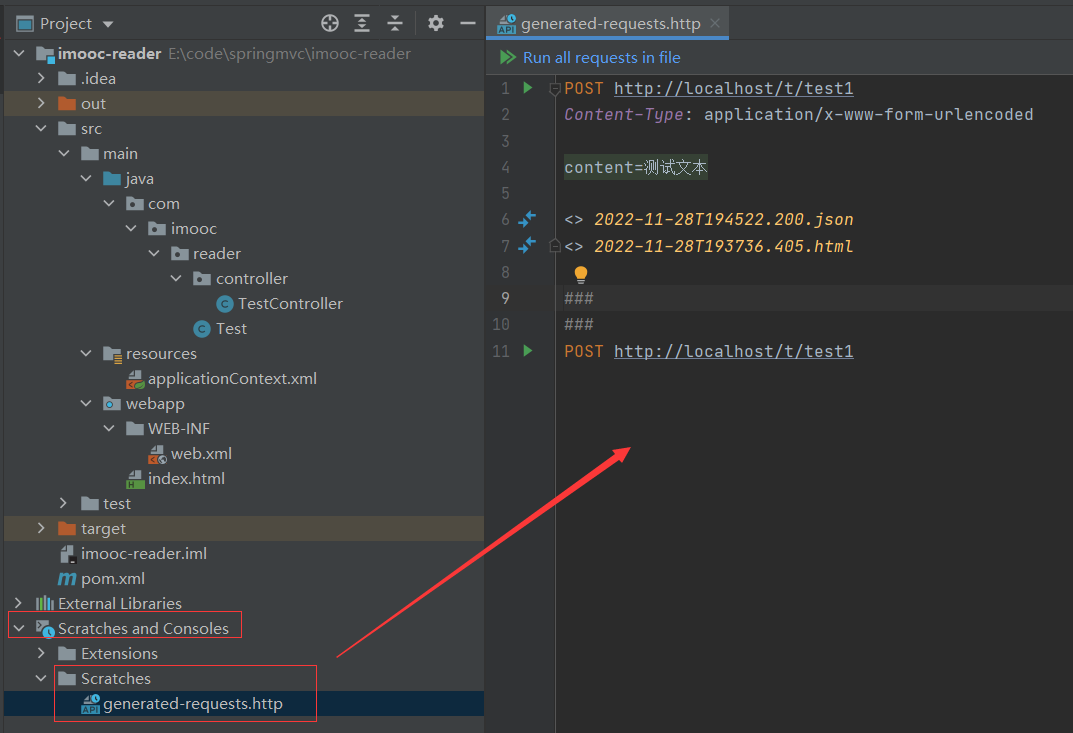 Project
imooc-reader E:\code\springmvc\imooc-reader
.idea
out
src
main
java
com
imooc
reader
controller
TestController
Test
resources
applicationContext.xml
webapp
WEB-INF
web.xml
index.html
test
target
imooc-reader.iml
pom.xml
External Libraries
Scratches and Consoles
Extensions
Scratches
generated-requests.http
generated-requests.http
Run all requests in file
1 POST http://localhost/t/test1
2 Content-Type: application/x-www-form-urlencoded
3
4 content=测试文本
5
6 <> 2022-11-28T194522.200.json
7 <> 2022-11-28T193736.405.html
8
9 ###
10 ###
11 POST http://localhost/t/test1